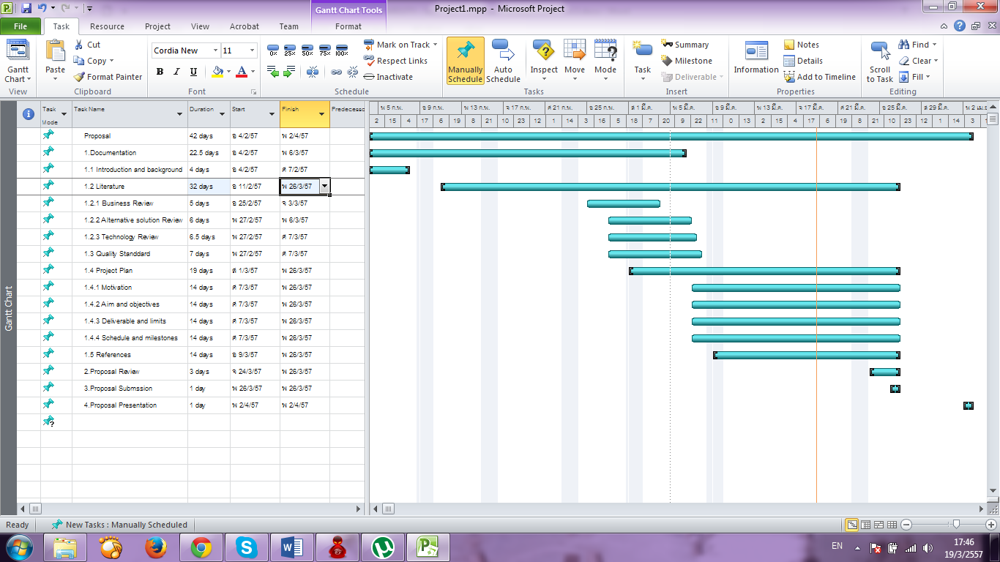 Gantt Chart Tools
Project1.mpp - Microsoft Project
File Task Resource Project View Acrobat Team Format
Gantt Chart
Paste
Cut
Copy
Format Painter
Cordia New 11
B I U A
0% 25% 50% 75% 100%
Mark on Track
Respect Links
Inactivate
Manually Schedule
Auto Schedule
Inspect
Move
Mode
Task
Summary
Milestone
Deliverable
Information
Notes
Details
Add to Timeline
Scroll to Task
Find
Clear
Fill
View Clipboard Font Schedule Tasks Insert Properties Editing
Task Mode Task Name Duration Start Finish Predecesso
พ 5 ก.พ. อ 9 ก.พ. พ 13 ก.พ. จ 17 ก.พ. ศ 21 ก.พ. อ 25 ก.พ. ส 1 มี.ค. พ 5 มี.ค. อ 9 มี.ค. พ 13 มี.ค. จ 17 มี.ค. ศ 21 มี.ค. อ 25 มี.ค. ส 29 มี.ค. พ 2 เม.ย
2 15 4 17 6 19 8 21 10 23 12 1 14 3 16 5 18 7 20 9 22 11 0 13 2 15 4 17 6 19 8 21 10 23 12 1 14 3 1
Proposal 42 days อ 4/2/57 พ 2/4/57
1.Documentation 22.5 days อ 4/2/57 พ 6/3/57
1.1 Introduction and background 4 days อ 4/2/57 ศ 7/2/57
1.2 Literature 32 days อ 11/2/57 พ 26/3/57
1.2.1 Business Review 5 days อ 25/2/57 จ 3/3/57
1.2.2 Alternative solution Review 6 days พ 27/2/57 พ 6/3/57
1.2.3 Technology Review 6.5 days พ 27/2/57 ศ 7/3/57
1.3 Quality Standdard 7 days พ 27/2/57 ศ 7/3/57
1.4 Project Plan 19 days ส 1/3/57 พ 26/3/57
1.4.1 Motivation 14 days ศ 7/3/57 พ 26/3/57
1.4.2 Aim and objectives 14 days ศ 7/3/57 พ 26/3/57
1.4.3 Deliverable and limits 14 days ศ 7/3/57 พ 26/3/57
1.4.4 Schedule and milestones 14 days ศ 7/3/57 พ 26/3/57
1.5 References 14 days อ 9/3/57 พ 26/3/57
2.Proposal Review 3 days จ 24/3/57 พ 26/3/57
3.Proposal Submssion 1 day พ 26/3/57 พ 26/3/57
4.Proposal Presentation 1 day พ 2/4/57 พ 2/4/57
Gantt Chart
Ready New Tasks : Manually Scheduled
EN
17:46
19/3/2557